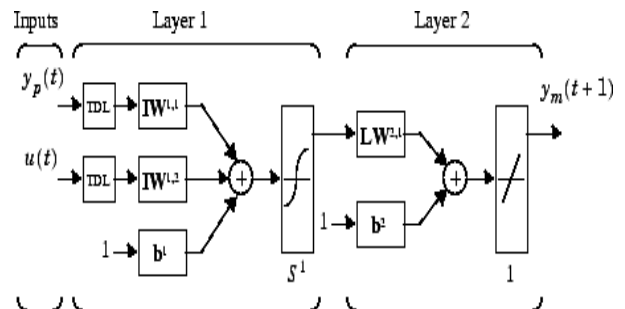 Inputs Layer 1 Layer 2
y_p(t) TDL IW^{1,1} y_m(t+1)
u(t) TDL IW^{1,2} LW^{2,1}
1 b^1 1 b^2
S^1 1